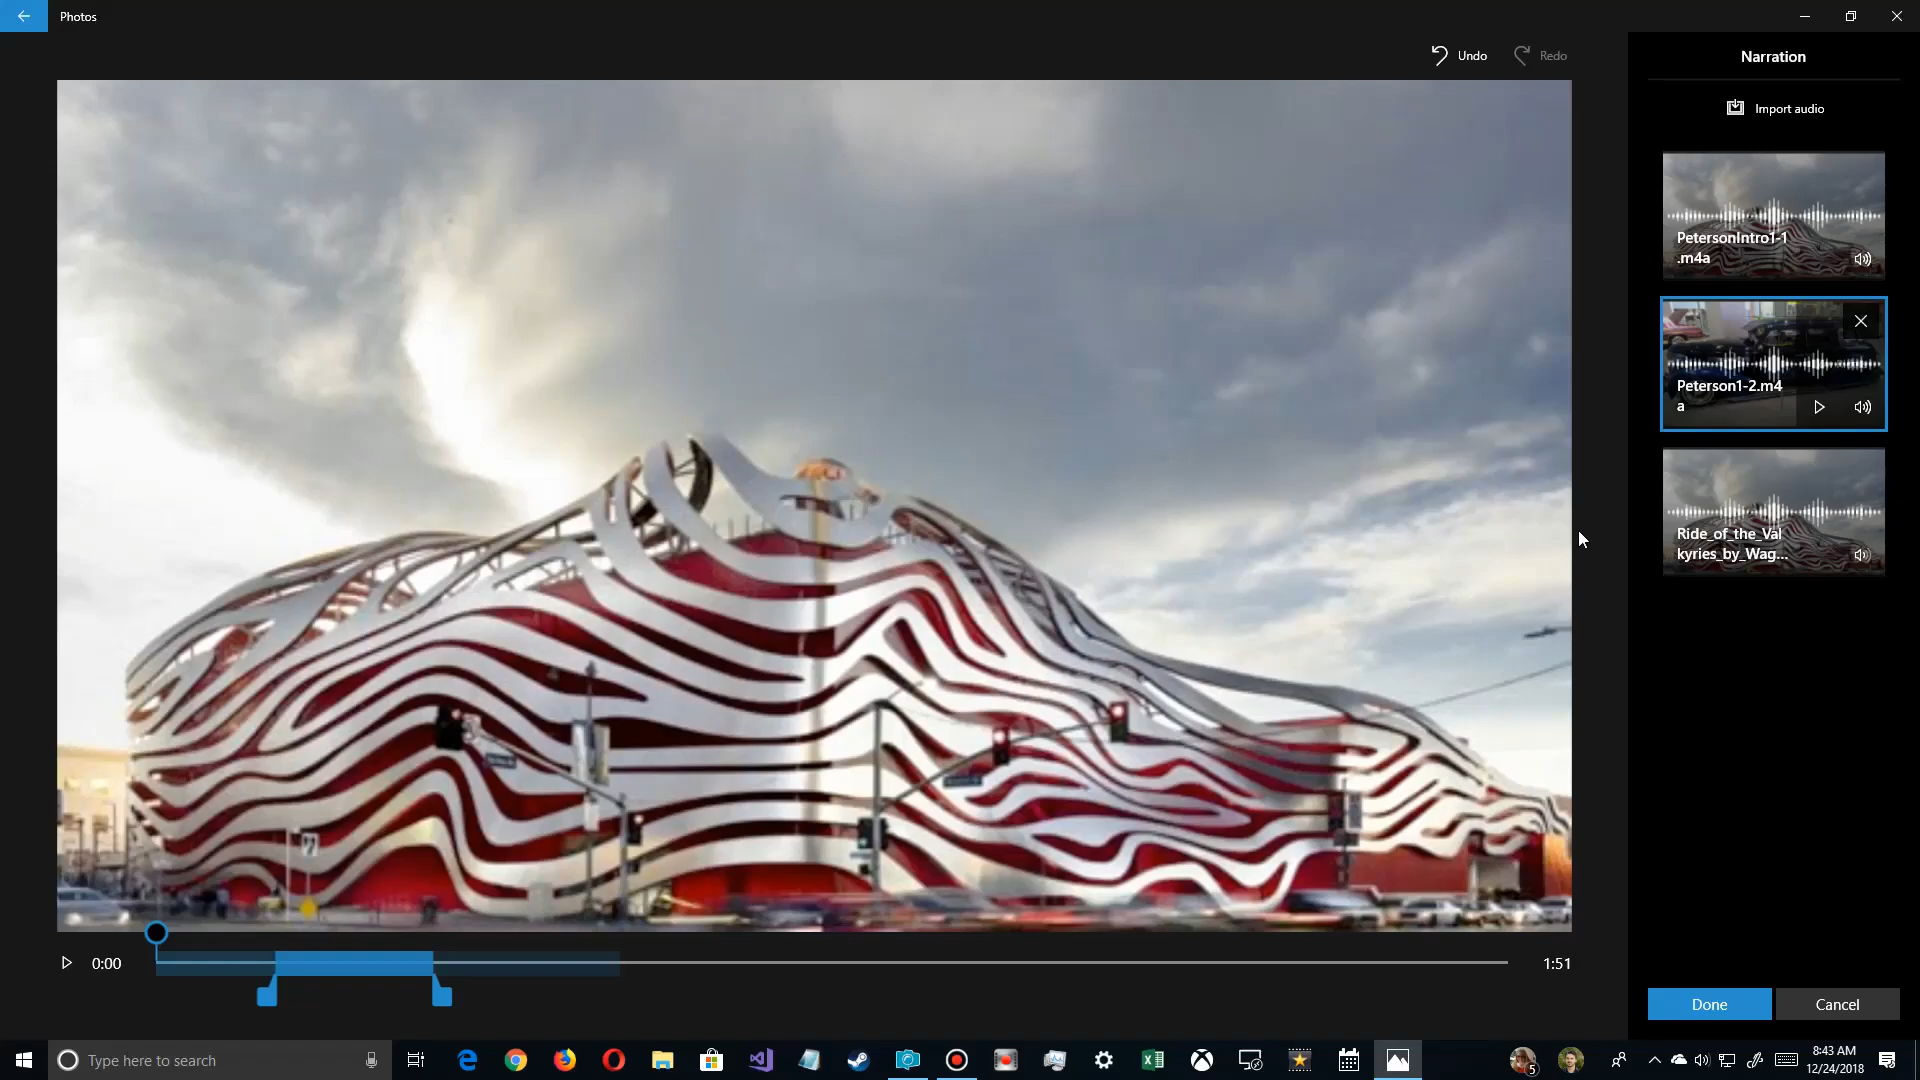 Photos
Undo
Redo
Narration
Import audio
PetersonIntro1-1
.m4a
Peterson1-2.m4
a
Ride_of_the_Val
kyries_by_Wag...
0:00
1:51
Done
Cancel
Type here to search
5
8:43 AM
12/24/2018